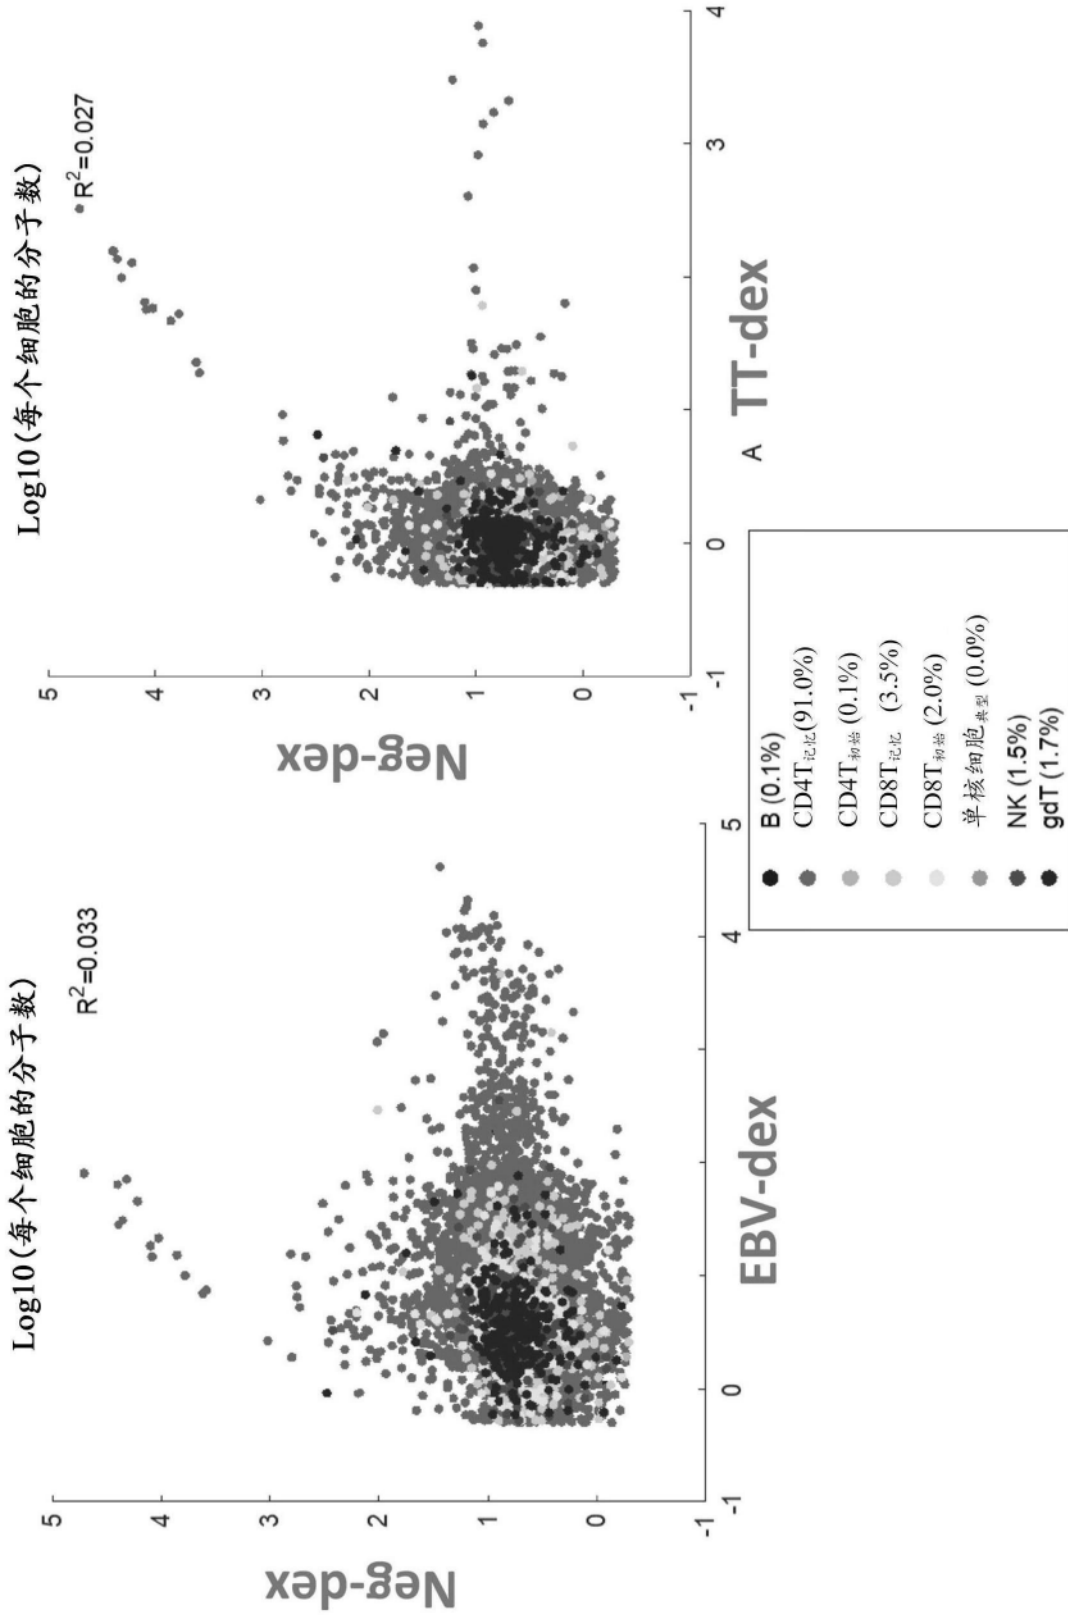 Log10(每个细胞的分子数)
R²=0.033
Neg-dex
5
4
3
2
1
0
-1
-1
0
4
5
EBV-dex
Log10(每个细胞的分子数)
R²=0.027
Neg-dex
5
4
3
2
1
0
-1
-1
0
3
4
A
TT-dex
B (0.1%)
CD4T记忆(91.0%)
CD4T初始 (0.1%)
CD8T记忆 (3.5%)
CD8T初始 (2.0%)
单核细胞典型 (0.0%)
NK (1.5%)
gdT (1.7%)